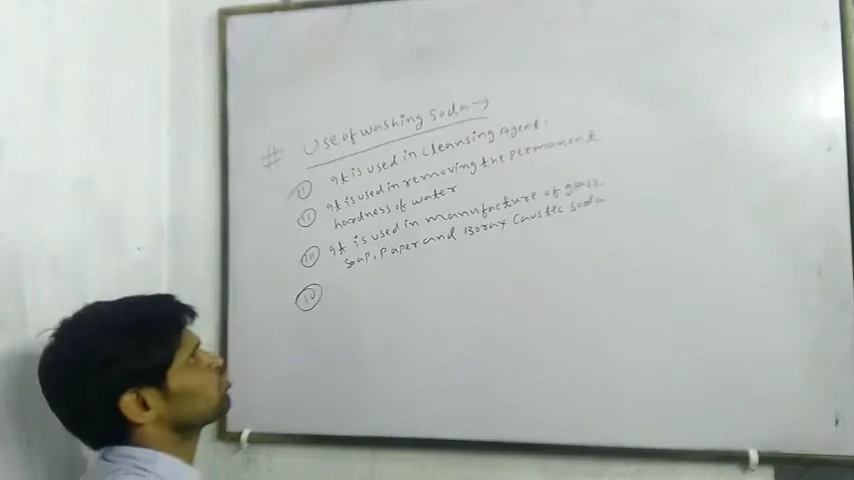 # Use of washing soda →
(i) It is used in cleansing Agent.
(ii) It is used in removing the permanent
hardness of water
(iii) It is used in manufacture of glass.
soap, paper and Borax caustic soda
(iv)